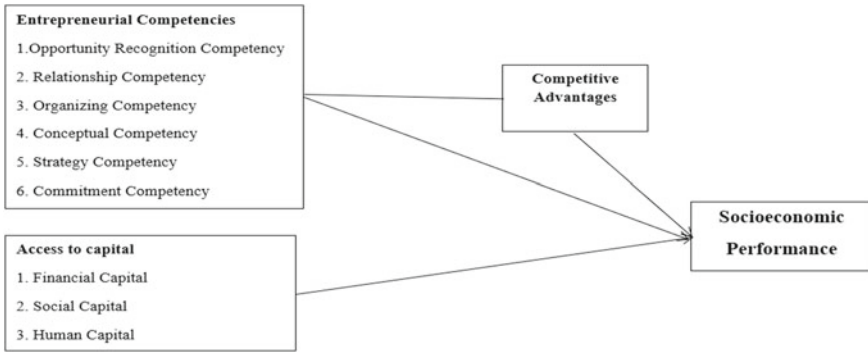 Entrepreneurial Competencies
1.Opportunity Recognition Competency
2. Relationship Competency
3. Organizing Competency
4. Conceptual Competency
5. Strategy Competency
6. Commitment Competency
Competitive
Advantages
Socioeconomic
Performance
Access to capital
1. Financial Capital
2. Social Capital
3. Human Capital